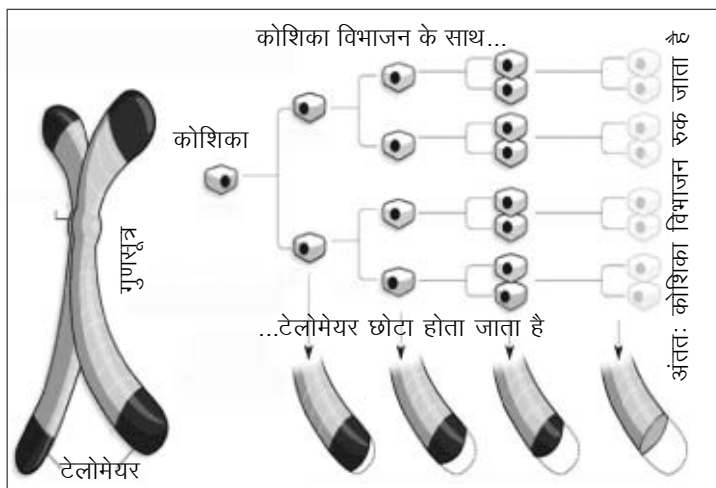 कोशिका विभाजन के साथ...
कोशिका
गुणसूत्र
...टेलोमेयर छोटा होता जाता है
टेलोमेयर
अंततः कोशिका विभाजन रुक जाता है